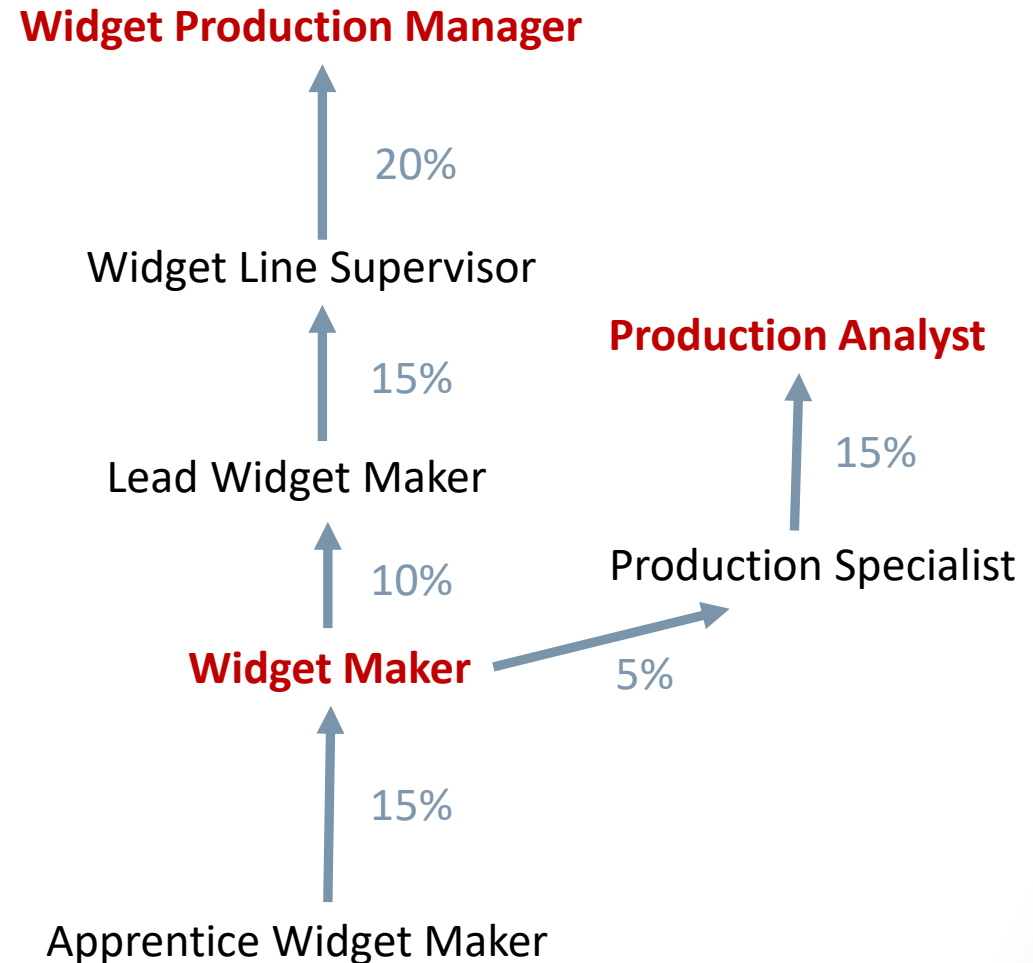 Widget Production Manager
20%
Widget Line Supervisor
Production Analyst
15%
15%
Lead Widget Maker
Production Specialist
10%
Widget Maker
5%
15%
Apprentice Widget Maker